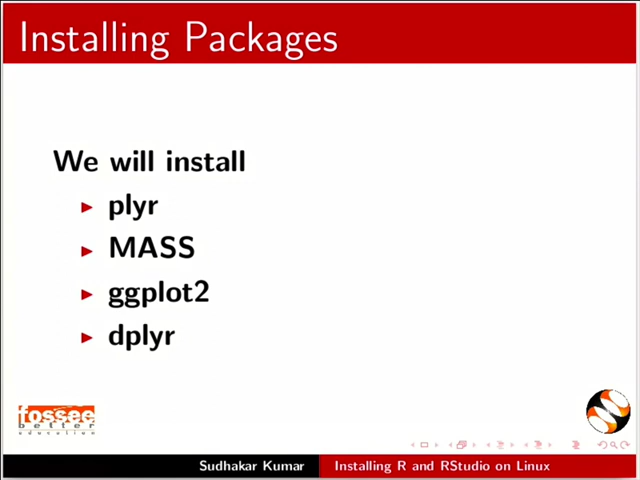 Installing Packages
We will install
plyr
MASS
ggplot2
dplyr
fossee
better
education
Sudhakar Kumar
Installing R and RStudio on Linux